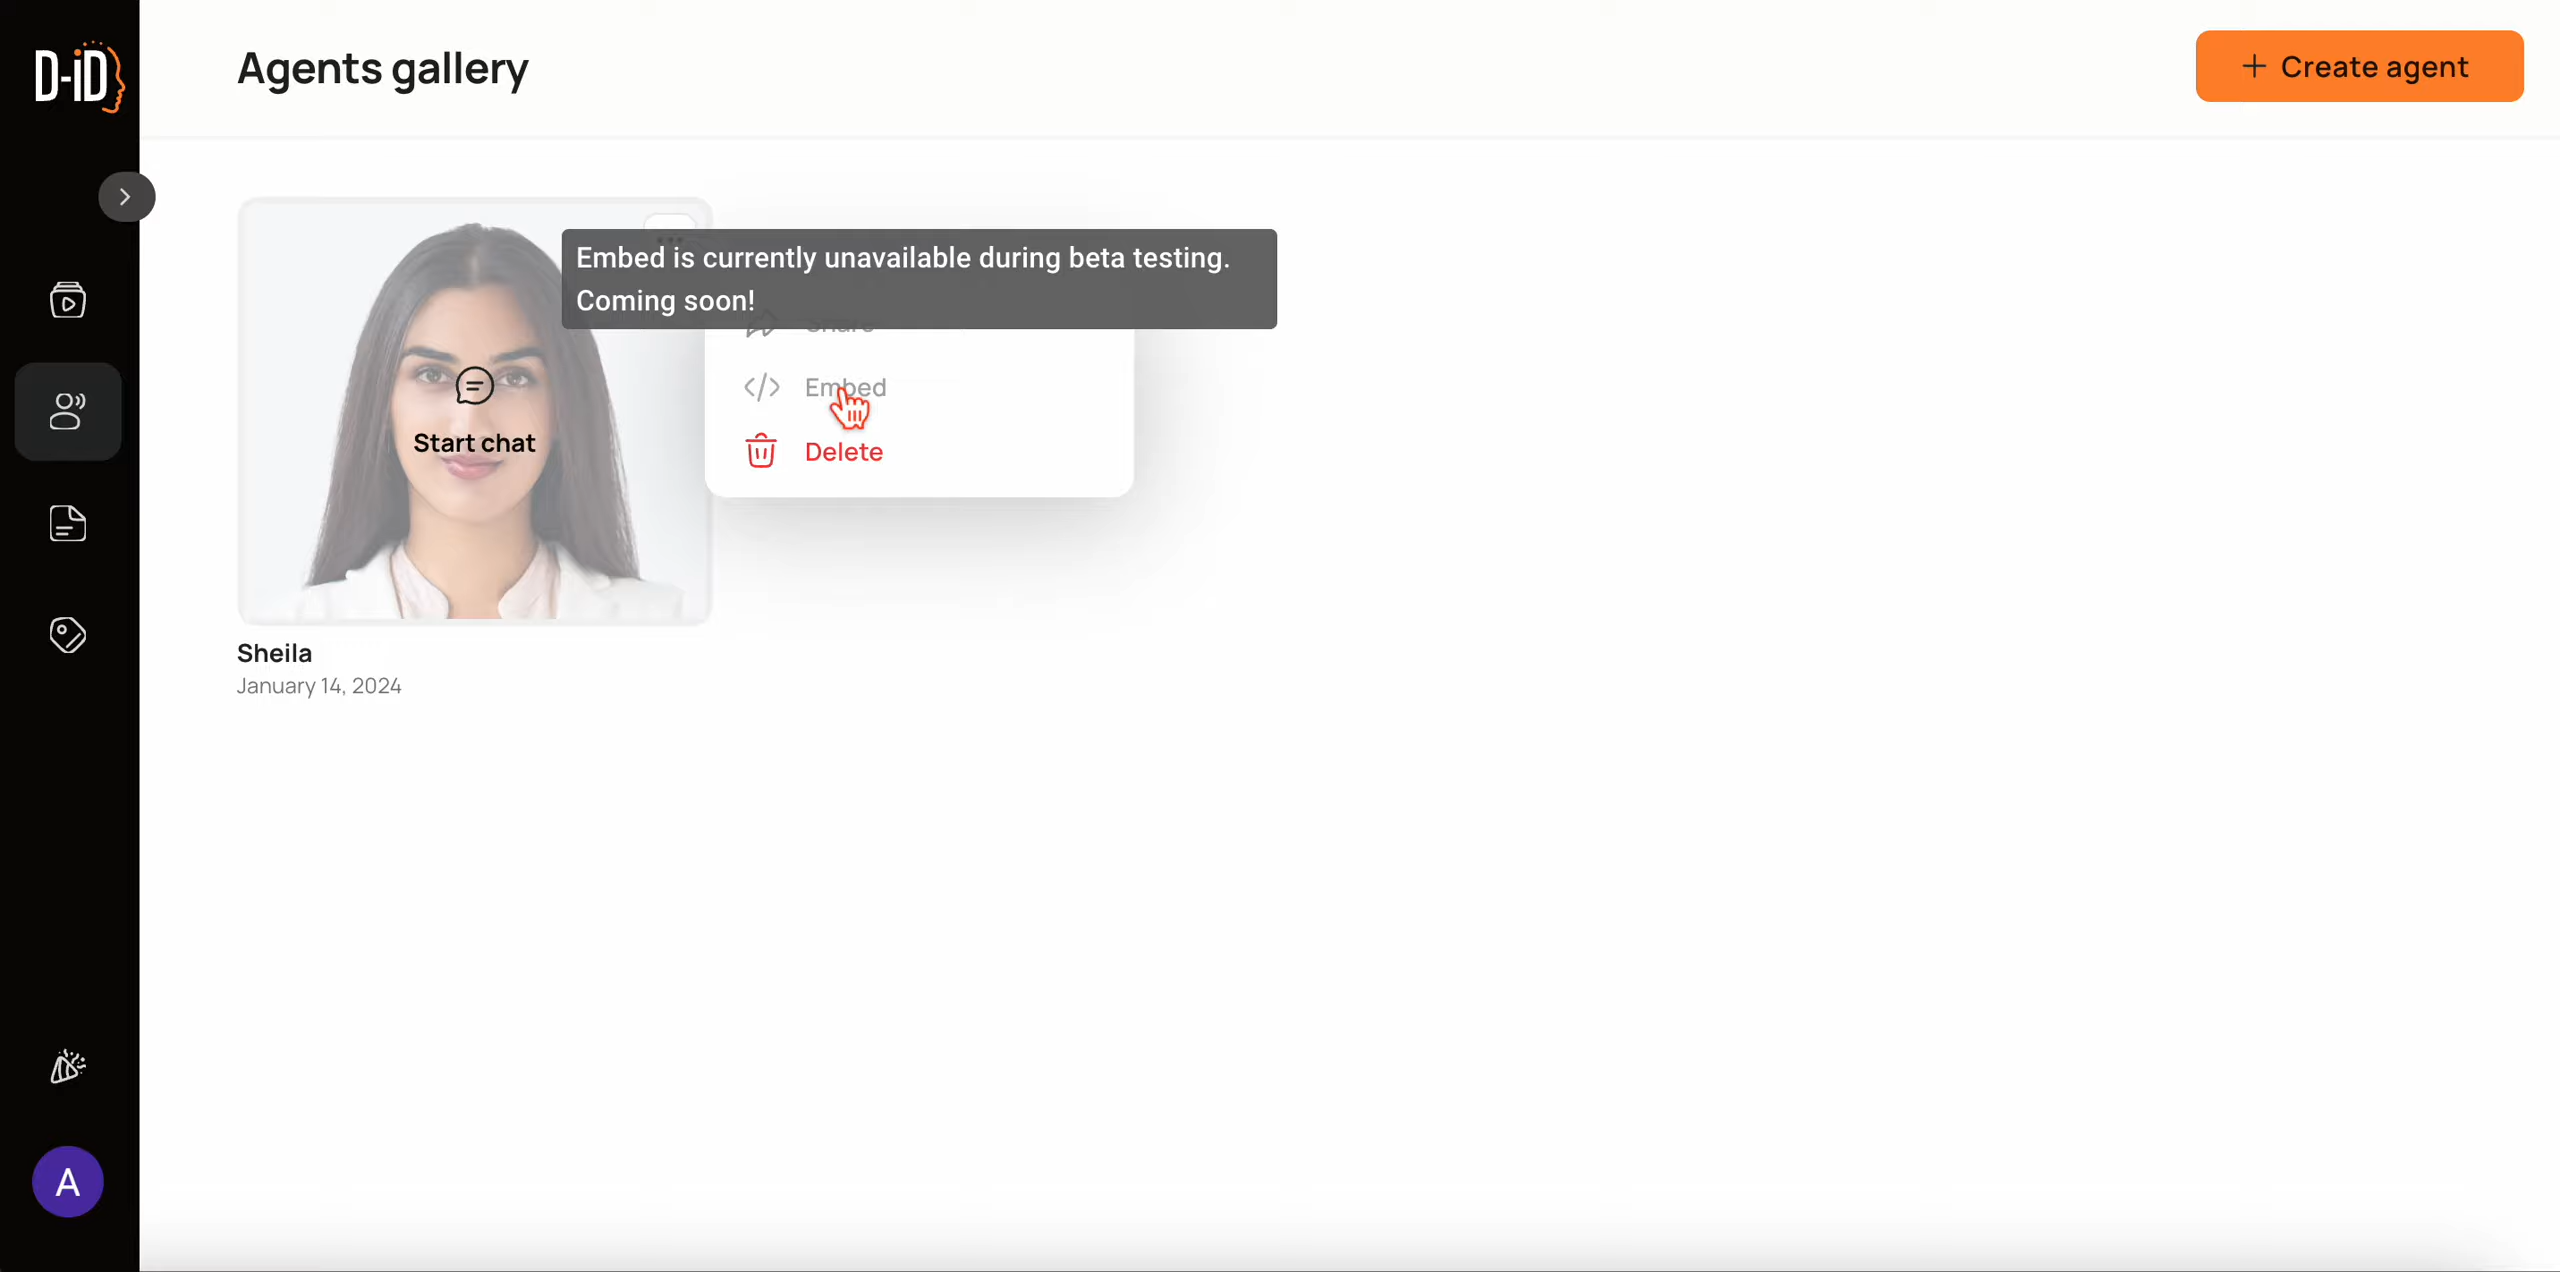 D-iD
Agents gallery
+ Create agent
Embed is currently unavailable during beta testing.
Coming soon!
Share
Embed
Delete
Start chat
Sheila
January 14, 2024
A